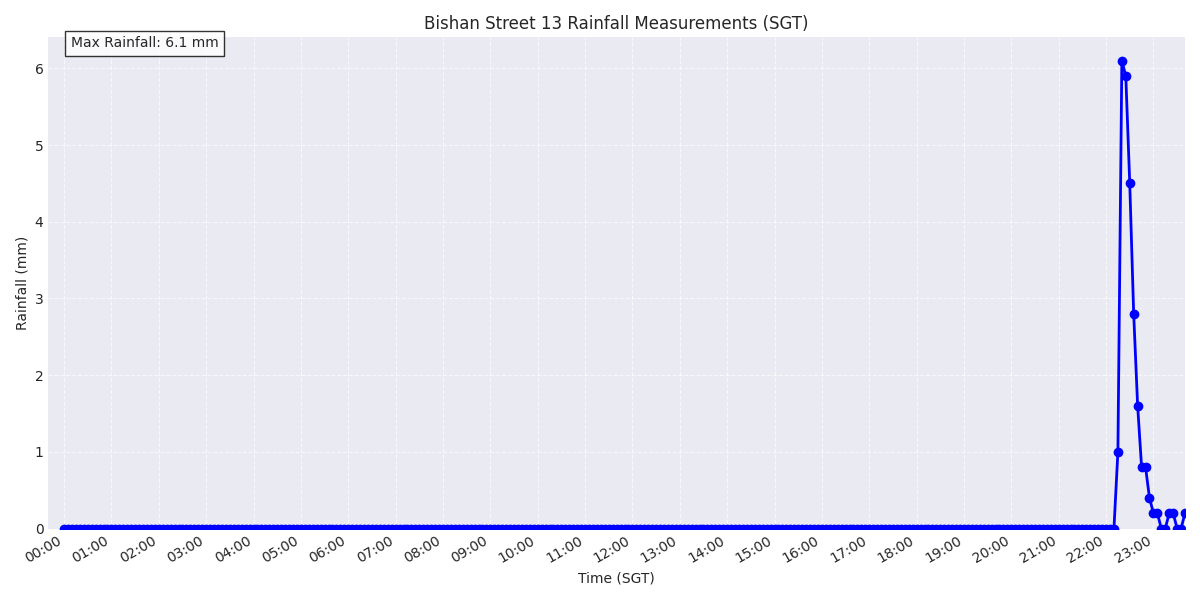 Bishan Street 13 Rainfall Measurements (SGT)
Max Rainfall: 6.1 mm
Rainfall (mm)
6
5
4
3
2
1
0
00:00 01:00 02:00 03:00 04:00 05:00 06:00 07:00 08:00 09:00 10:00 11:00 12:00 13:00 14:00 15:00 16:00 17:00 18:00 19:00 20:00 21:00 22:00 23:00
Time (SGT)